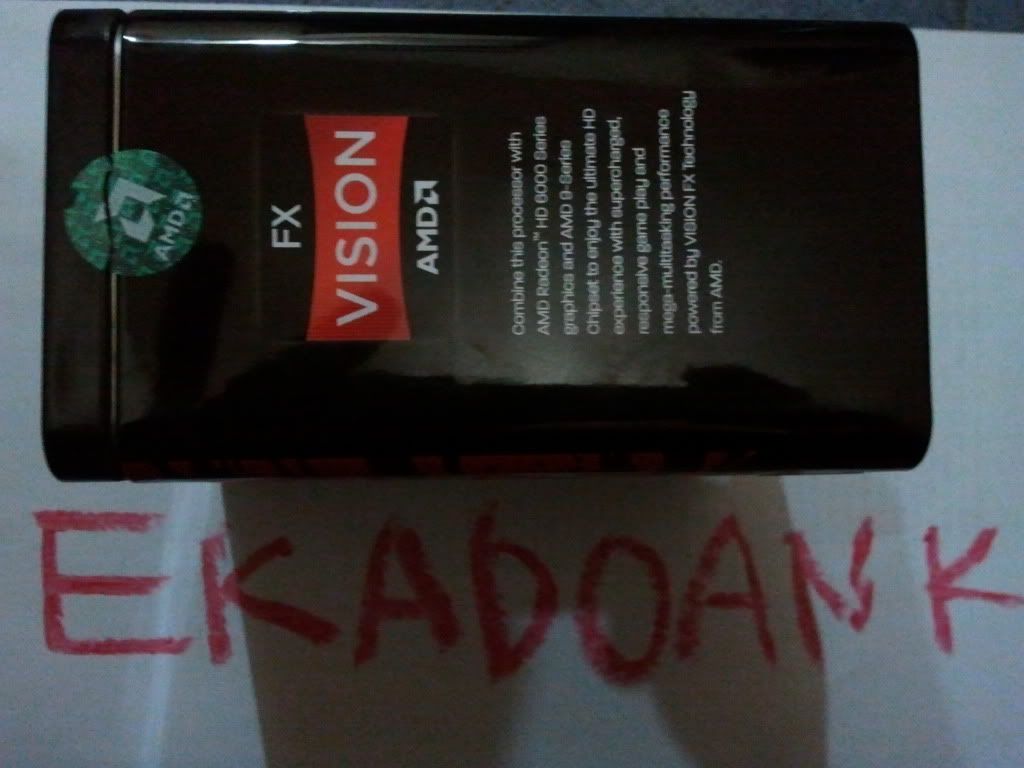 AMD
FX
VISION
AMD
Combine this processor with
AMD Radeon™ HD 6000 Series
graphics and AMD 9-Series
Chipset to enjoy the ultimate HD
experience with supercharged,
responsive game play and
mega-multitasking performance
powered by VISION FX Technology
from AMD.
EKADOANK